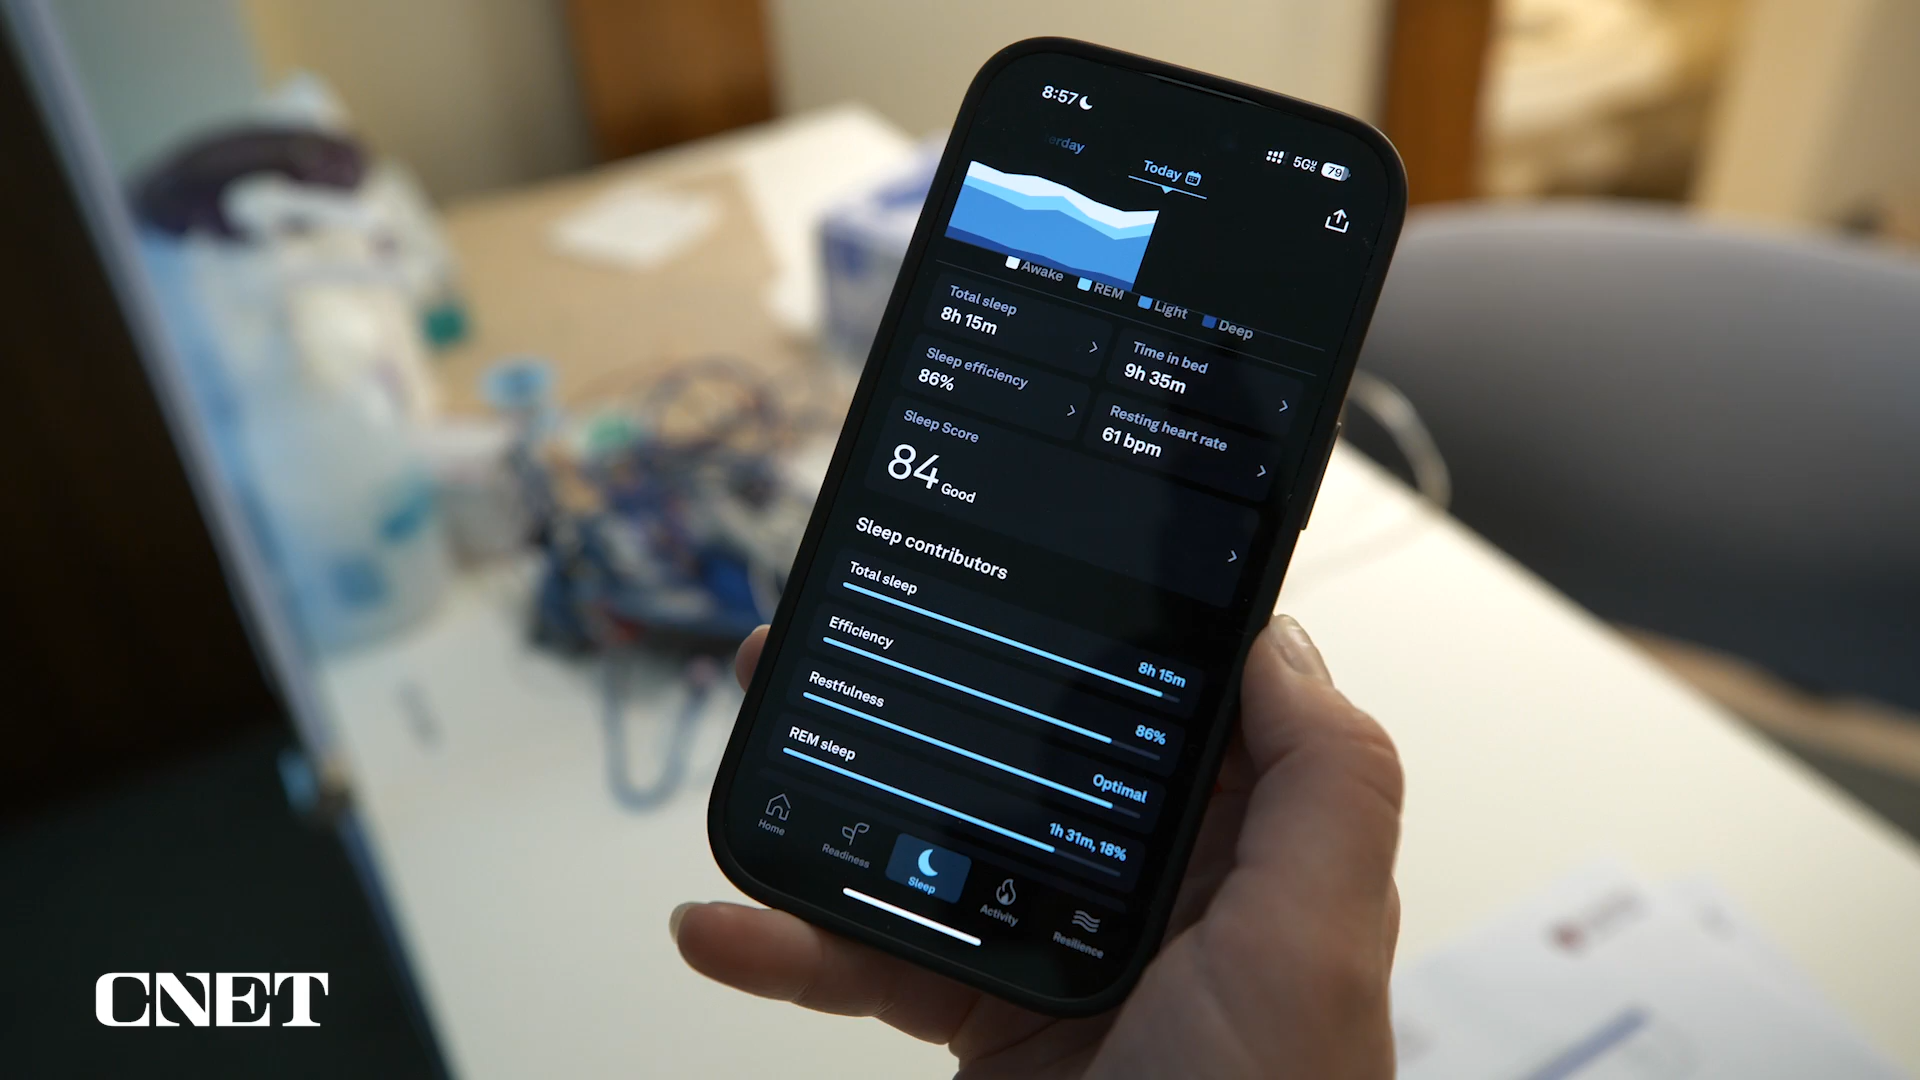 8:57
5G
79
erday
Today
Awake
REM
Light
Deep
Total sleep
8h 15m
Time in bed
9h 35m
Sleep efficiency
86%
Resting heart rate
61 bpm
Sleep Score
84 Good
Sleep contributors
Total sleep
8h 15m
Efficiency
86%
Restfulness
Optimal
REM sleep
1h 31m, 18%
Home
Readiness
Sleep
Activity
Resilience
CNET